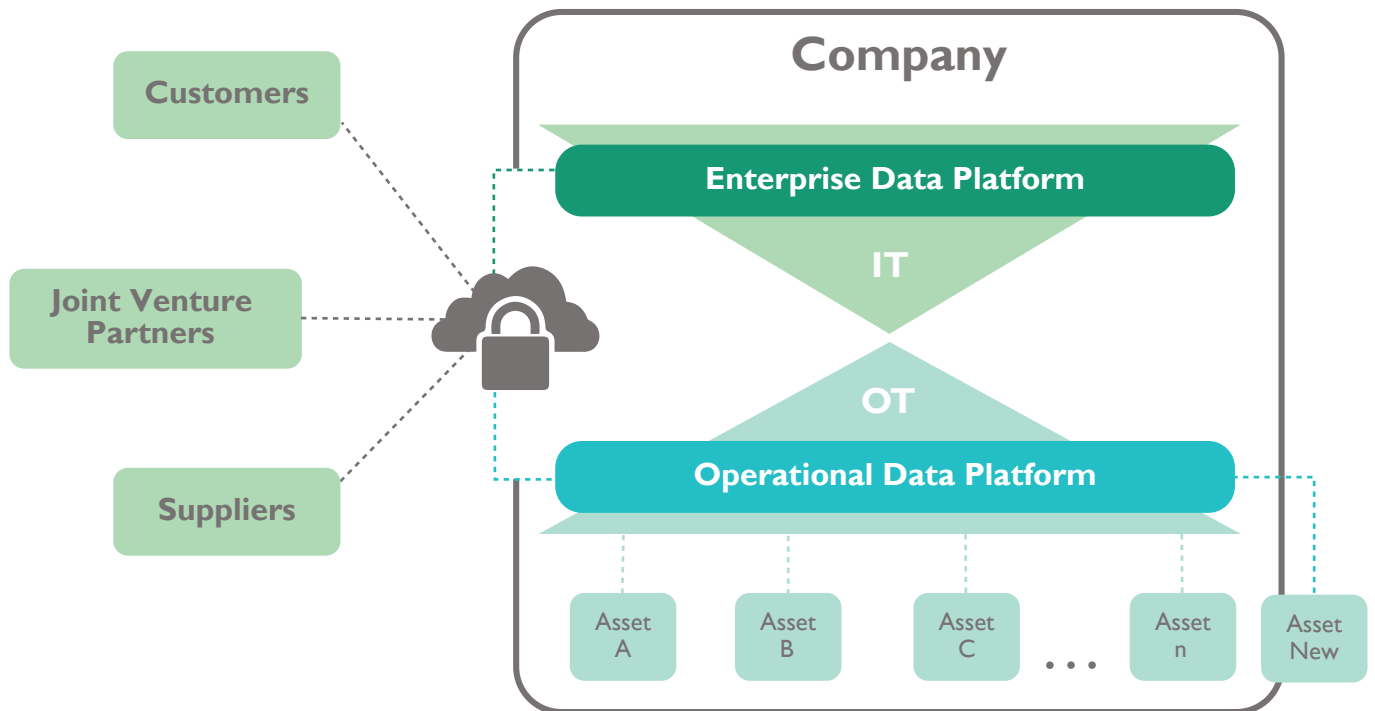 Company
Customers
Enterprise Data Platform
IT
Joint Venture
Partners
OT
Operational Data Platform
Suppliers
Asset
A
Asset
B
Asset
C
...
Asset
n
Asset
New